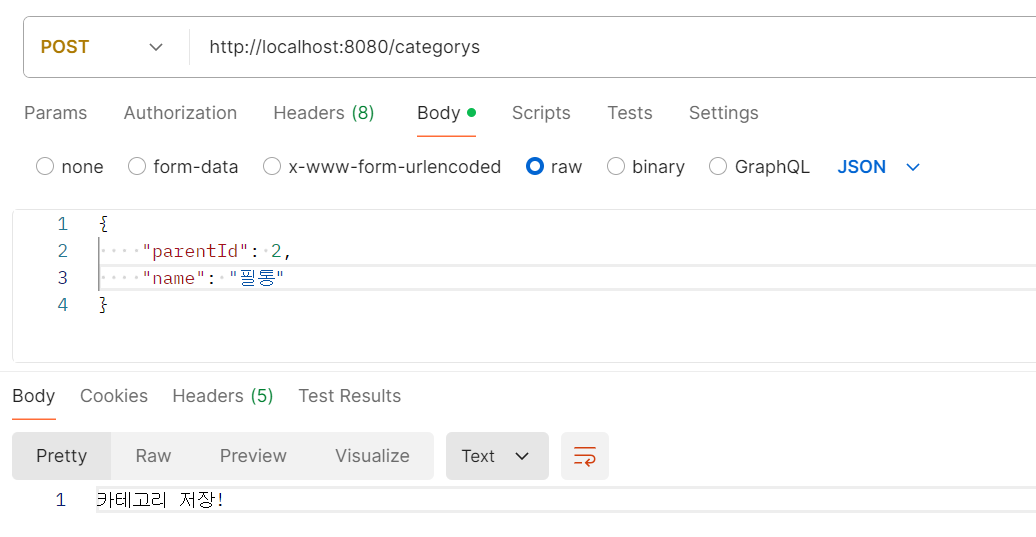 POST http://localhost:8080/categorys
Params Authorization Headers (8) Body Scripts Tests Settings
none form-data x-www-form-urlencoded raw binary GraphQL JSON
1 {
2 "parentId": 2,
3 "name": "필통"
4 }
Body Cookies Headers (5) Test Results
Pretty Raw Preview Visualize Text
1 카테고리 저장!